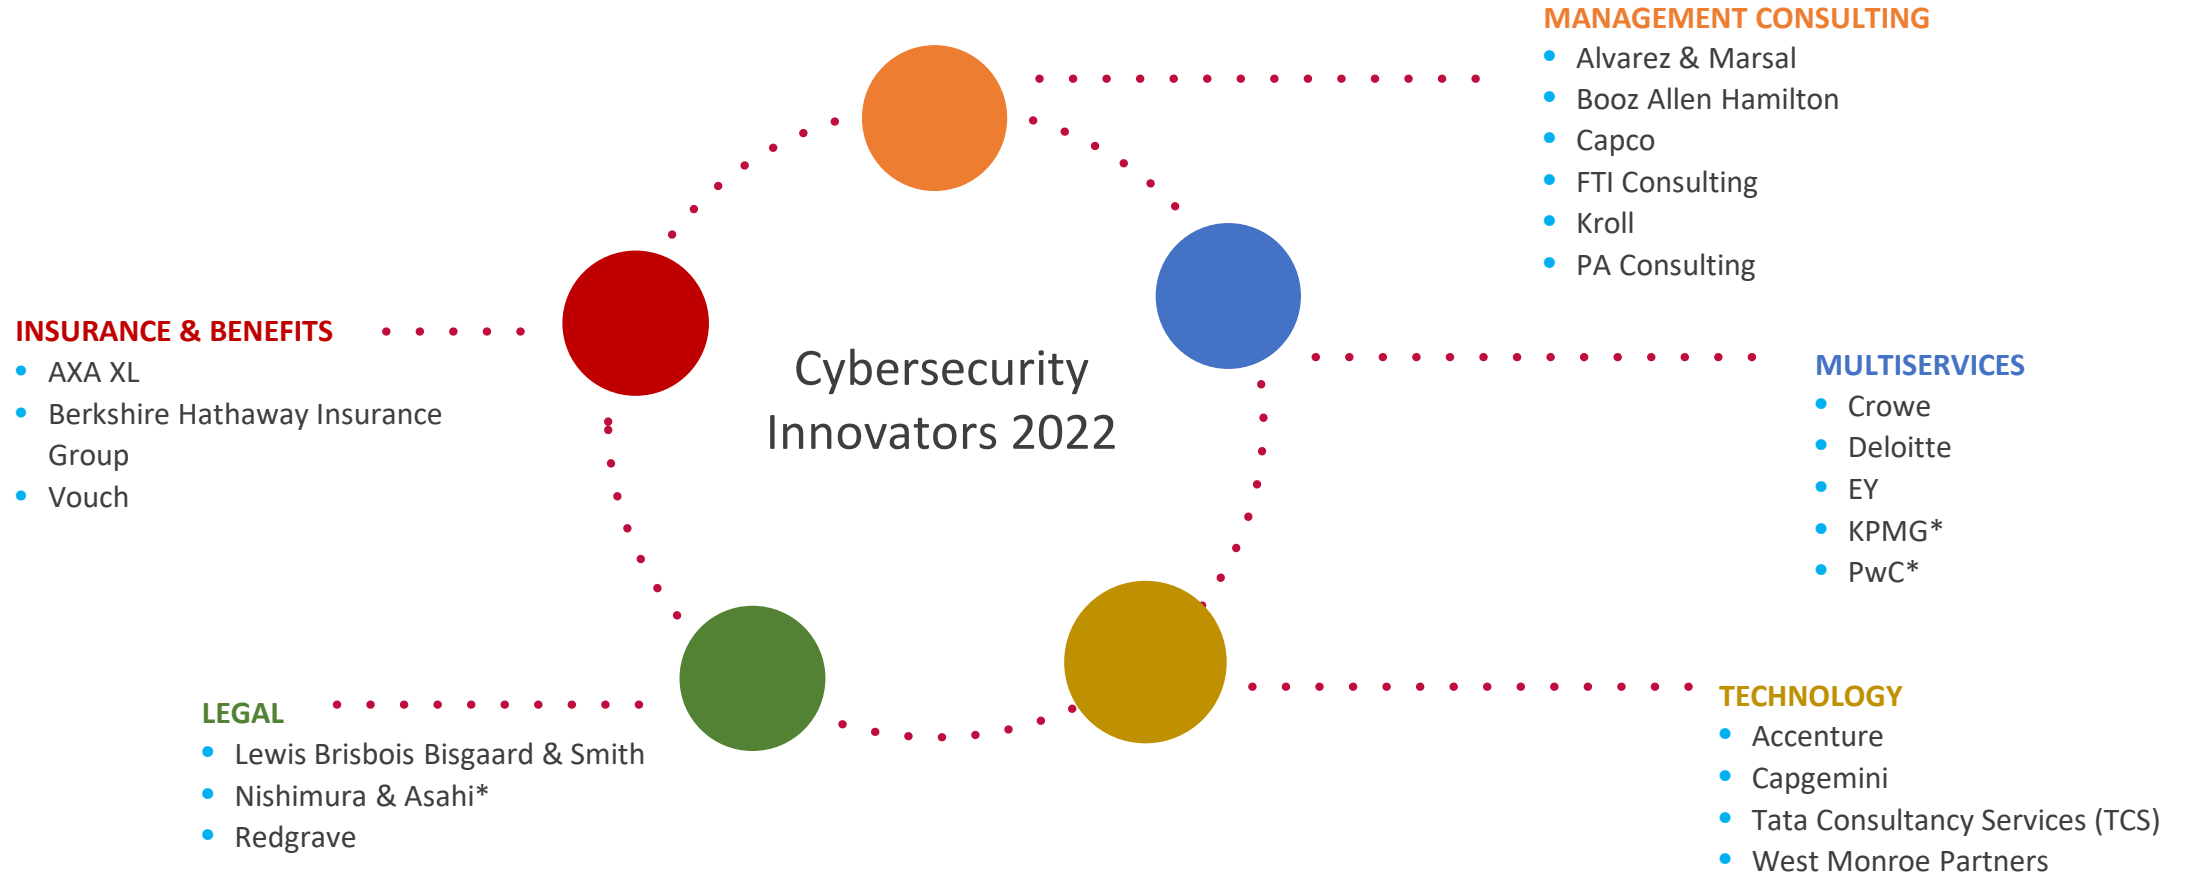 MANAGEMENT CONSULTING
• Alvarez & Marsal
• Booz Allen Hamilton
• Capco
• FTI Consulting
• Kroll
• PA Consulting
INSURANCE & BENEFITS
• AXA XL
• Berkshire Hathaway Insurance
Group
• Vouch
Cybersecurity
Innovators 2022
MULTISERVICES
• Crowe
• Deloitte
• EY
• KPMG*
• PwC*
LEGAL
• Lewis Brisbois Bisgaard & Smith
• Nishimura & Asahi*
• Redgrave
TECHNOLOGY
• Accenture
• Capgemini
• Tata Consultancy Services (TCS)
• West Monroe Partners